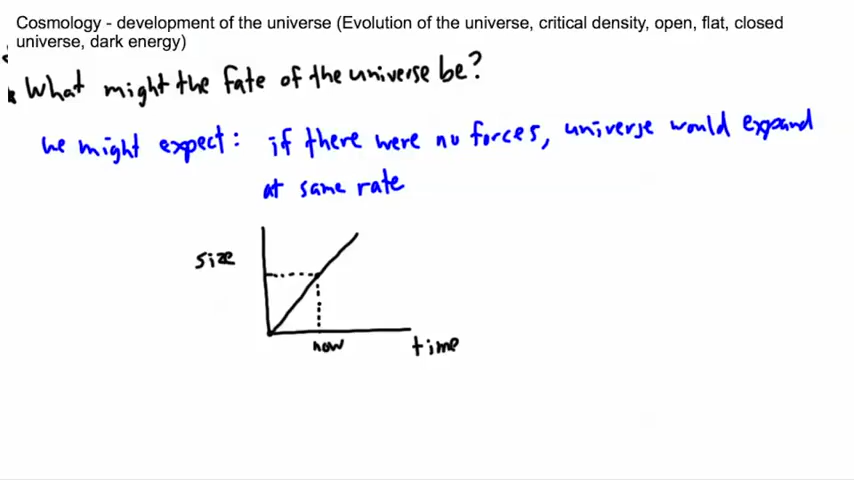 Cosmology - development of the universe (Evolution of the universe, critical density, open, flat, closed
universe, dark energy)
What might the fate of the universe be?
we might expect: if there were no forces, universe would expand
at same rate
size
now
time